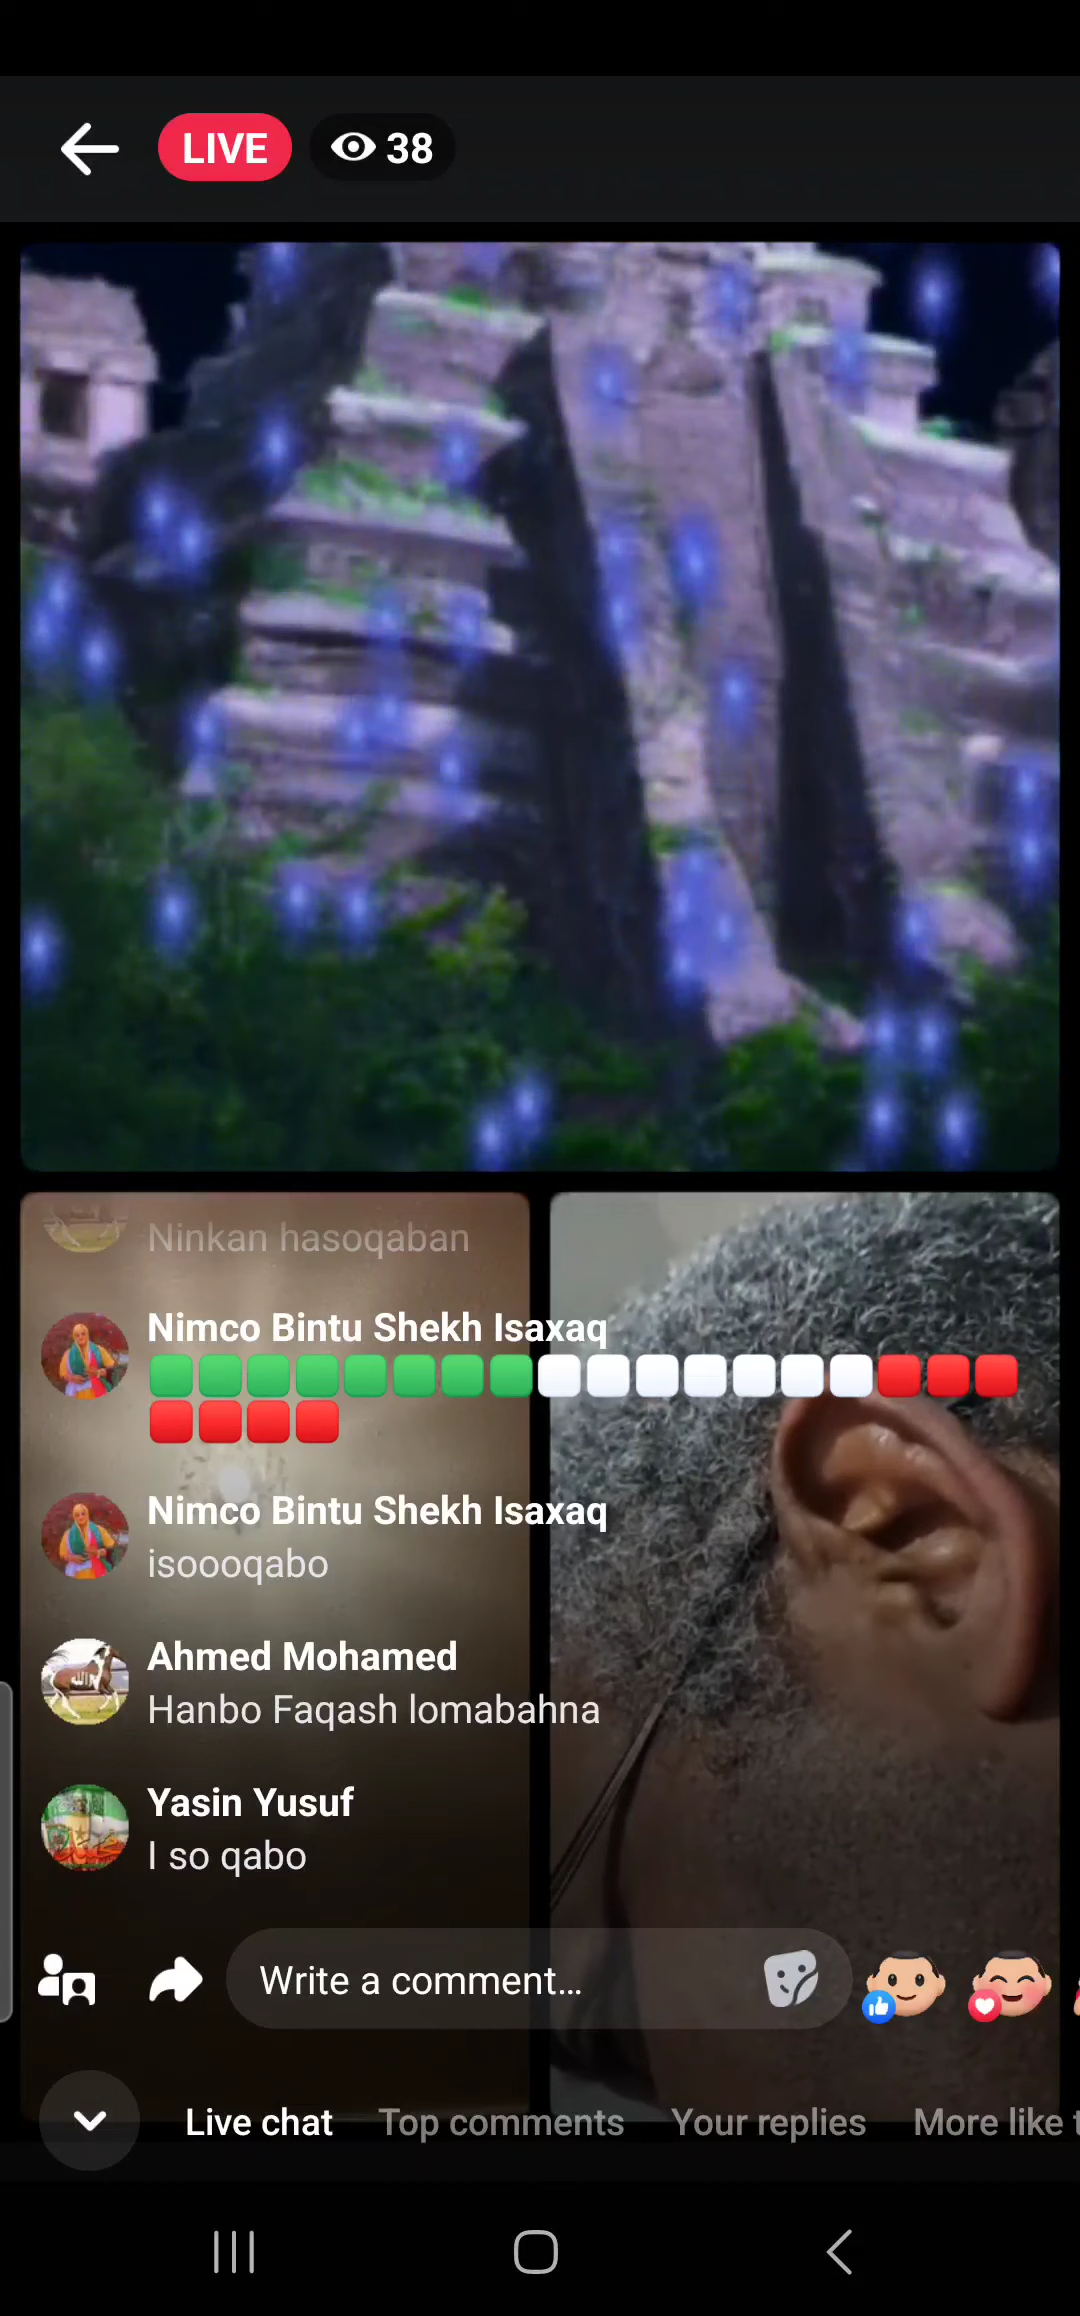 LIVE 38
Ninkan hasoqaban
Nimco Bintu Shekh Isaxaq
🟩🟩🟩🟩🟩🟩🟩🟩⬜⬜⬜⬜⬜⬜⬜🟥🟥🟥
🟥🟥🟥🟥
Nimco Bintu Shekh Isaxaq
isoooqabo
Ahmed Mohamed
Hanbo Faqash lomabahna
Yasin Yusuf
I so qabo
Write a comment...
Live chat Top comments Your replies More like